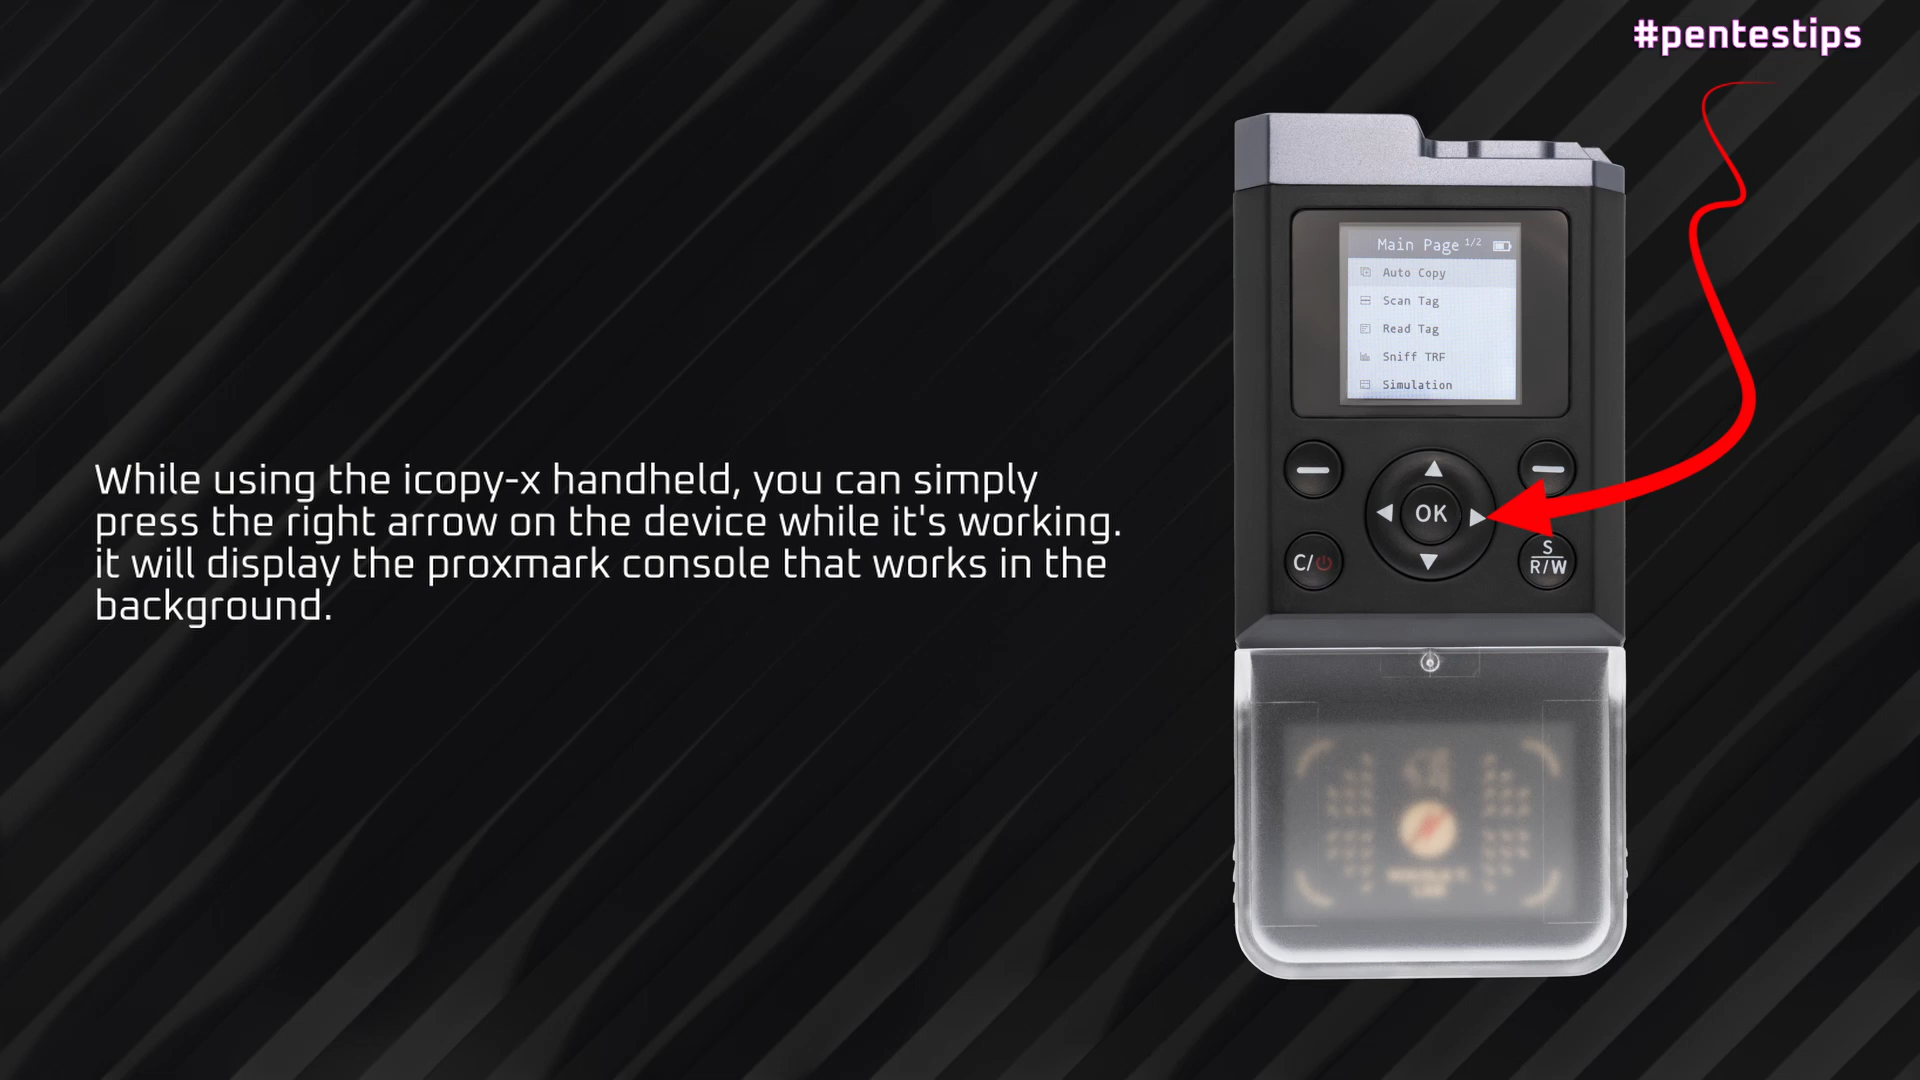 #pentestips
Main Page 1/2
Auto Copy
Scan Tag
Read Tag
Sniff TRF
Simulation
While using the icopy-x handheld, you can simply
press the right arrow on the device while it's working.
it will display the proxmark console that works in the
background.
OK
C/
S
R/W